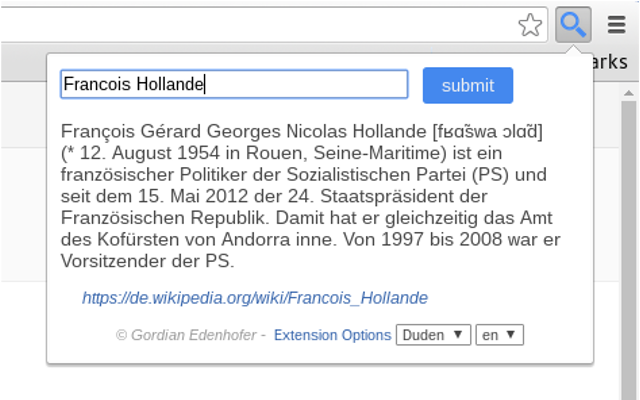 arks
Francois Hollande
submit
François Gérard Georges Nicolas Hollande [fʁɑ̃swa ɔlɑ̃d]
(* 12. August 1954 in Rouen, Seine-Maritime) ist ein
französischer Politiker der Sozialistischen Partei (PS) und
seit dem 15. Mai 2012 der 24. Staatspräsident der
Französischen Republik. Damit hat er gleichzeitig das Amt
des Kofürsten von Andorra inne. Von 1997 bis 2008 war er
Vorsitzender der PS.
https://de.wikipedia.org/wiki/Francois_Hollande
© Gordian Edenhofer - Extension Options Duden ▼ en ▼